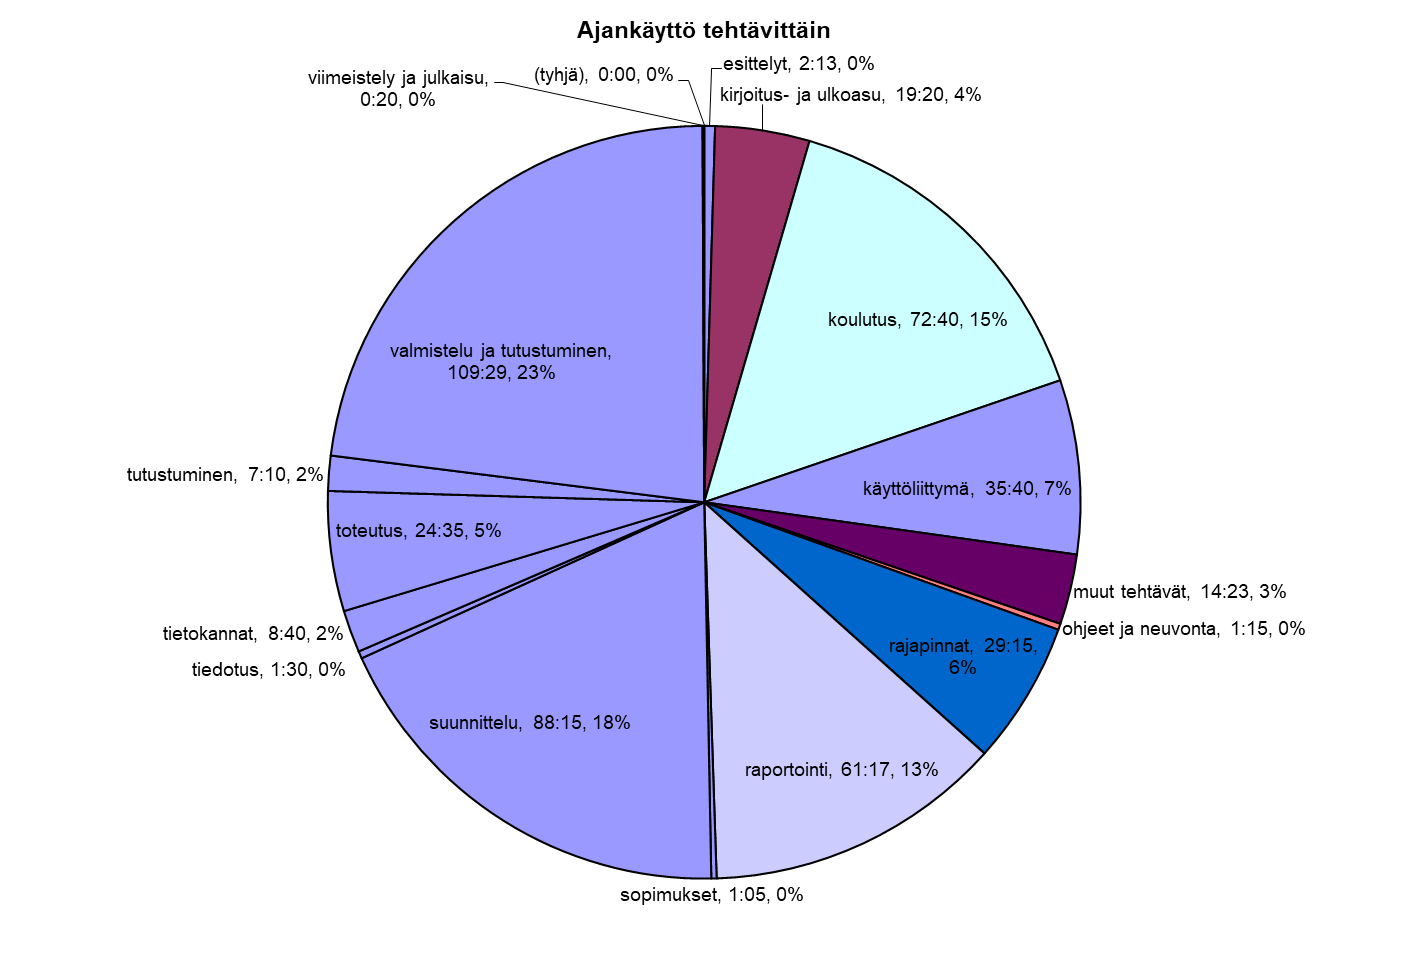 Ajankäyttö tehtävittäin
viimeistely ja julkaisu,
0:20, 0%
(tyhjä), 0:00, 0%
esittelyt, 2:13, 0%
kirjoitus- ja ulkoasu, 19:20, 4%
koulutus, 72:40, 15%
käyttöliittymä, 35:40, 7%
muut tehtävät, 14:23, 3%
ohjeet ja neuvonta, 1:15, 0%
rajapinnat, 29:15,
6%
raportointi, 61:17, 13%
sopimukset, 1:05, 0%
suunnittelu, 88:15, 18%
tiedotus, 1:30, 0%
tietokannat, 8:40, 2%
toteutus, 24:35, 5%
tutustuminen, 7:10, 2%
valmistelu ja tutustuminen,
109:29, 23%